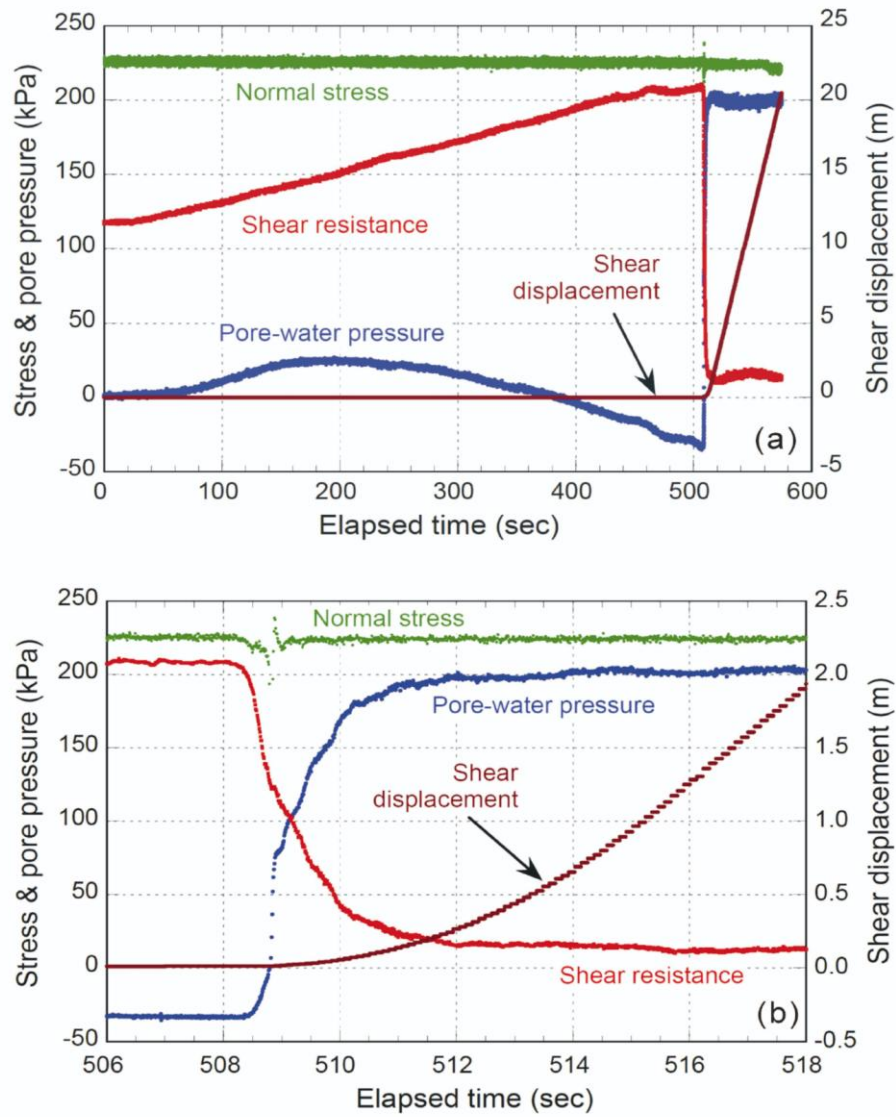 250
200
150
100
50
0
-50
Stress & pore pressure (kPa)
25
20
15
10
5
0
-5
Shear displacement (m)
Normal stress
Shear resistance
Shear
displacement
Pore-water pressure
(a)
0 100 200 300 400 500 600
Elapsed time (sec)
250
200
150
100
50
0
-50
Stress & pore pressure (kPa)
2.5
2.0
1.5
1.0
0.5
0.0
-0.5
Shear displacement (m)
Normal stress
Pore-water pressure
Shear
displacement
Shear resistance
(b)
506 508 510 512 514 516 518
Elapsed time (sec)